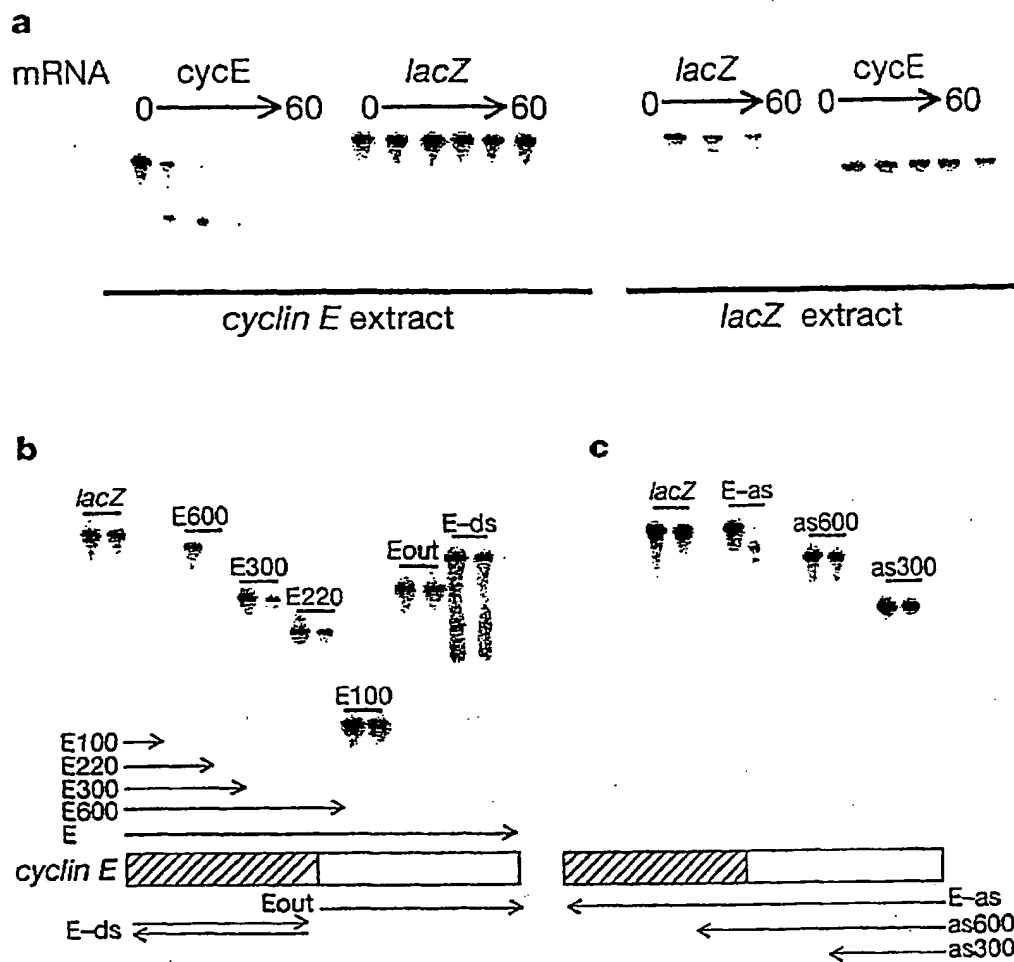 a
mRNA cycE lacZ lacZ cycE
0 60 0 60 0 60 0 60
cyclin E extract lacZ extract
b c
lacZ E600 E300 E220 E100 Eout E–ds
lacZ E–as as600 as300
E100
E220
E300
E600
E
cyclin E
Eout E–as
E–ds as600
as300